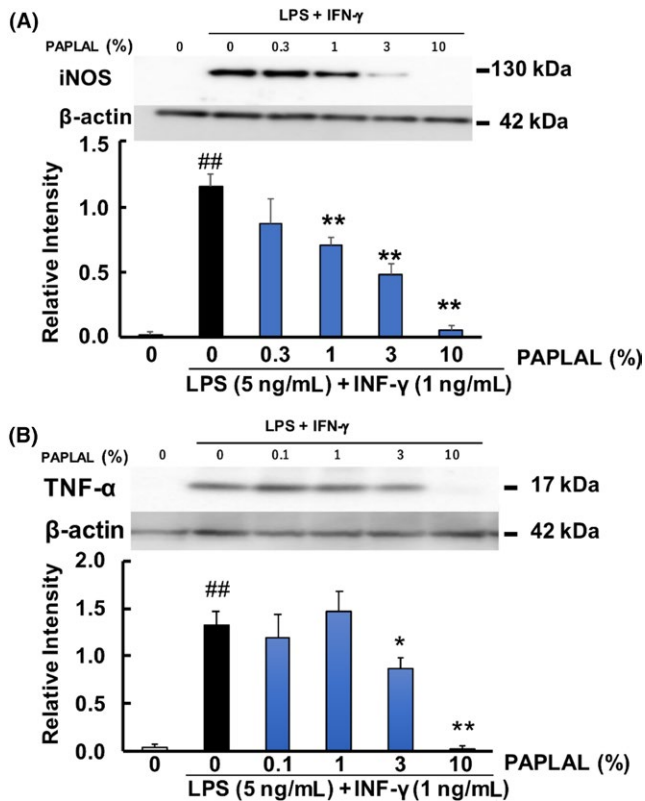 (A)
LPS + IFN-γ
PAPLAL (%) 0 0 0.3 1 3 10
iNOS 130 kDa
β-actin 42 kDa
Relative Intensity
1.5
##
1.0
**
**
0.5
**
0.0
0 0 0.3 1 3 10 PAPLAL (%)
LPS (5 ng/mL) + INF-γ (1 ng/mL)
(B)
LPS + IFN-γ
PAPLAL (%) 0 0 0.1 1 3 10
TNF-α 17 kDa
β-actin 42 kDa
Relative Intensity
2.0
##
1.5
*
1.0
0.5
**
0.0
0 0 0.1 1 3 10 PAPLAL (%)
LPS (5 ng/mL) + INF-γ (1 ng/mL)